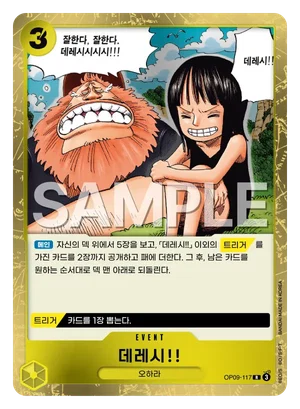 3
잘한다, 잘한다.
데레시시시시!!!
데레시!!
SAMPLE
메인 자신의 덱 위에서 5장을 보고, 「데레시!!」 이외의 트리거 를
가진 카드를 2장까지 공개하고 패에 더한다. 그 후, 남은 카드를
원하는 순서대로 덱 맨 아래로 되돌린다.
트리거 카드를 1장 뽑는다.
EVENT
데레시!!
오하라
OP09-117 R 3